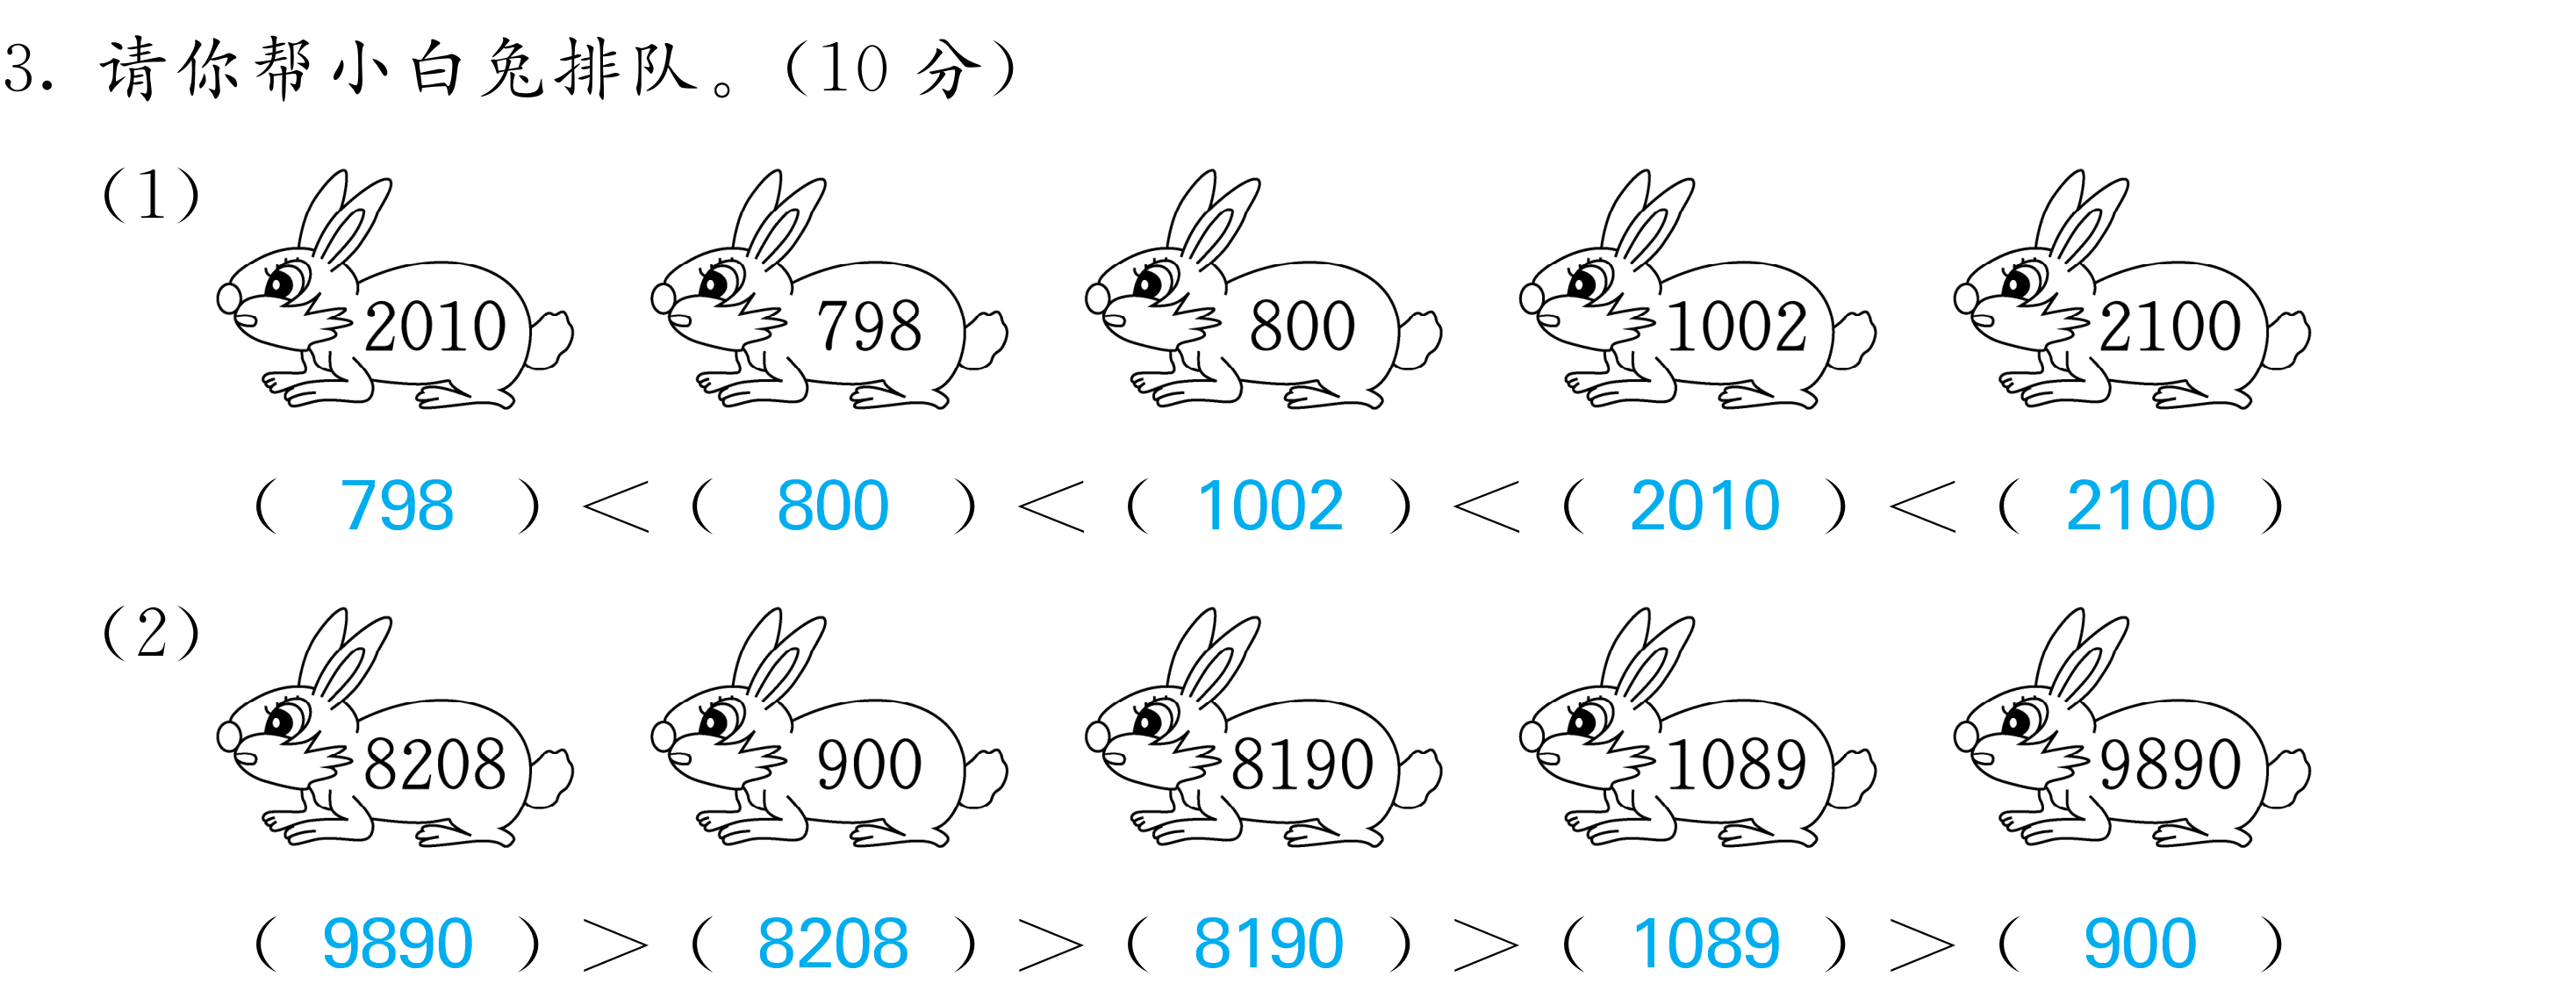 3. 请你帮小白兔排队。(10 分)
(1) 2010 798 800 1002 2100
( 798 ) < ( 800 ) < ( 1002 ) < ( 2010 ) < ( 2100 )
(2) 8208 900 8190 1089 9890
( 9890 ) > ( 8208 ) > ( 8190 ) > ( 1089 ) > ( 900 )